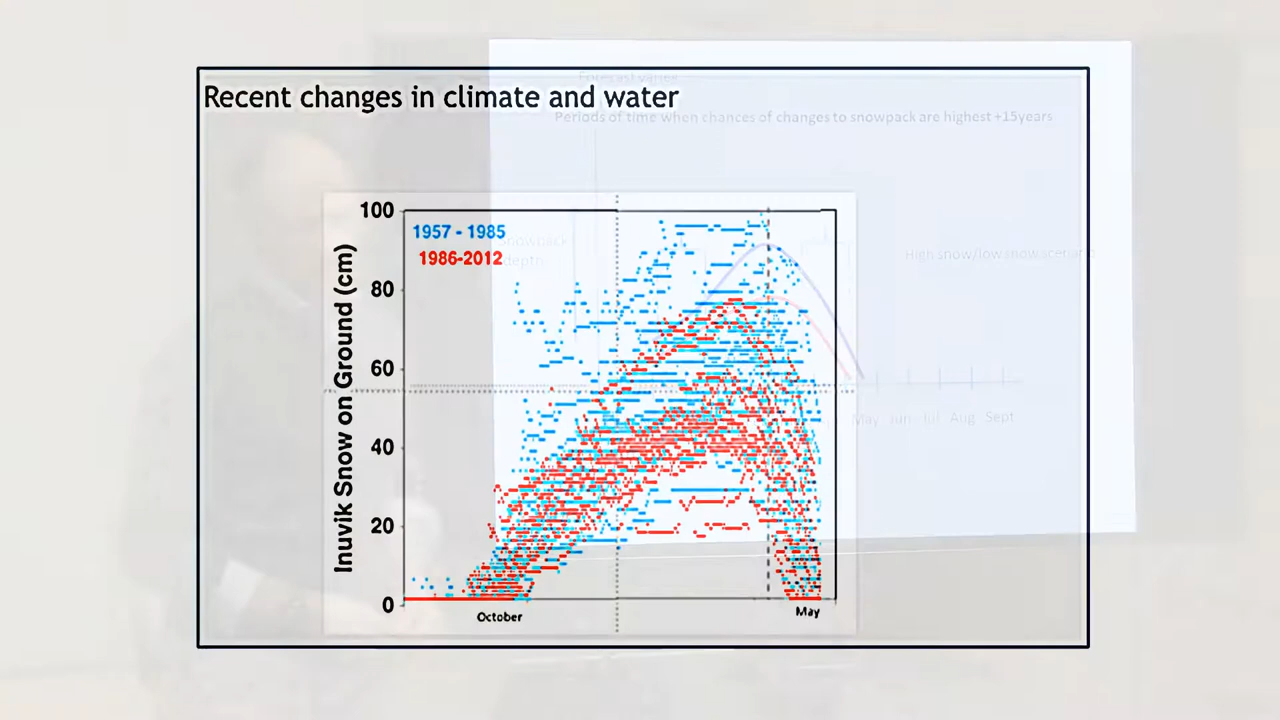 Forecast varies
Recent changes in climate and water
Periods of time when chances of changes to snowpack are highest +15years
Inuvik Snow on Ground (cm)
100
80
60
40
20
0
1957 - 1985
1986-2012
Snowpack
depth
High snow/low snow scenario
May Jun Jul Aug Sept
October
May